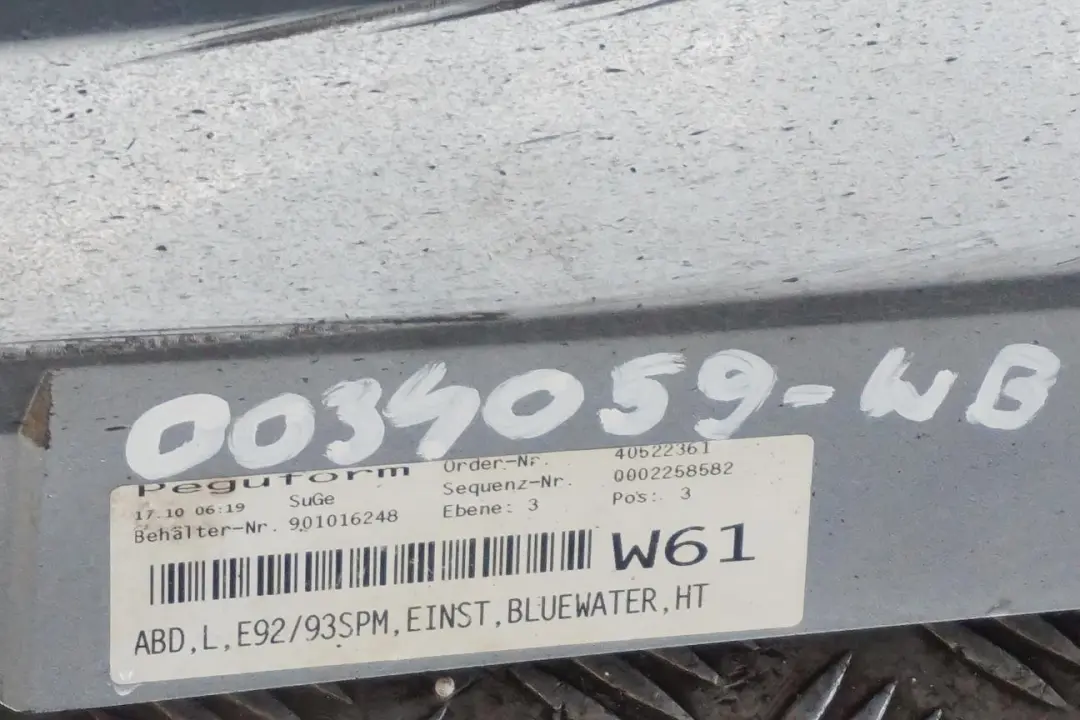 0034059-WB
Peguform
Order-Nr. 40522361
17.10 06:19 SuGe
Sequenz-Nr. 0002258582
Behälter-Nr. 901016248
Ebene: 3 Pos: 3
W61
ABD,L,E92/93SPM,EINST,BLUEWATER,HT